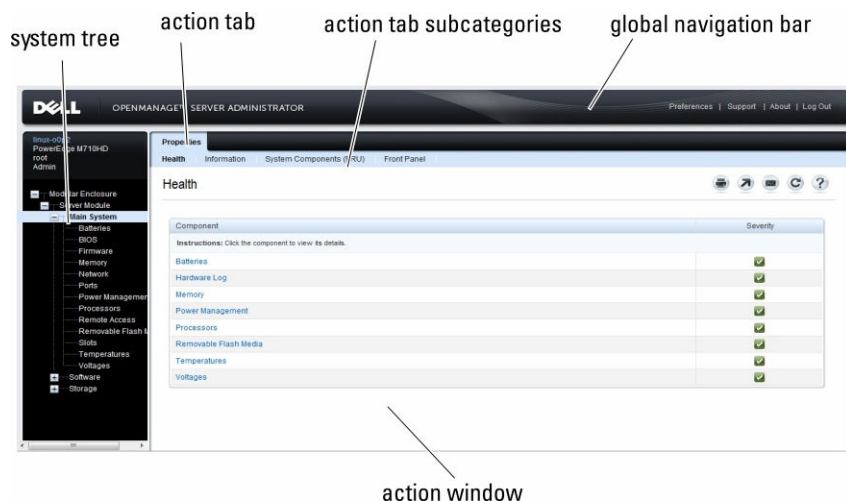 system tree
action tab
action tab subcategories
global navigation bar
DELL
OPENMANAGE™ SERVER ADMINISTRATOR
Preferences | Support | About | Log Out
PowerEdge M710HD
root
Admin
Properties
Health Information System Components (FRU) Front Panel
Health
Modular Enclosure
Server Module
Main System
Batteries
BIOS
Firmware
Memory
Network
Ports
Power Managemen
Processors
Remote Access
Removable Flash M
Slots
Temperatures
Voltages
Software
Storage
Component Severity
Instructions: Click the component to view its details.
Batteries
Hardware Log
Memory
Power Management
Processors
Removable Flash Media
Temperatures
Voltages
action window